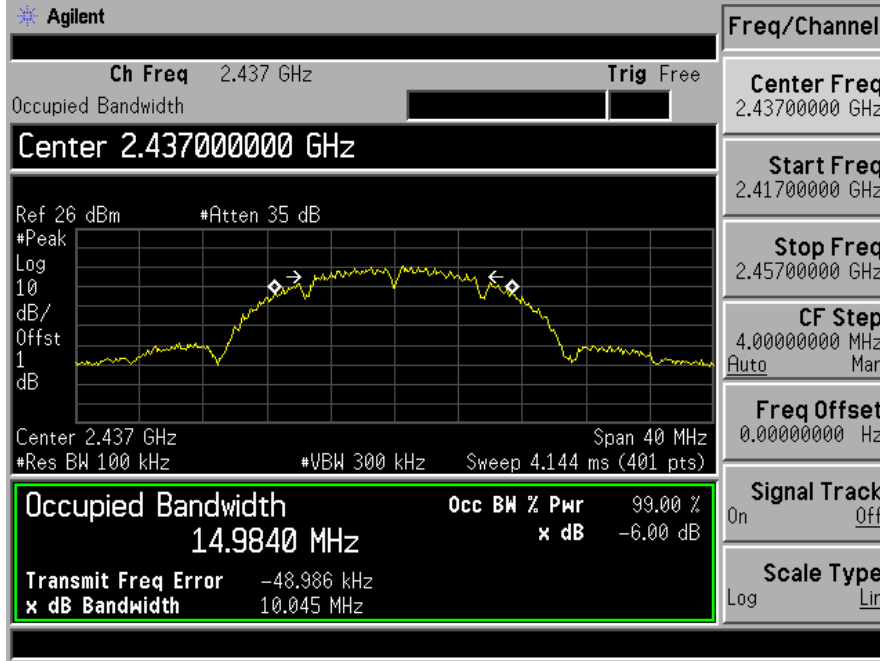 Agilent
Freq/Channel
Ch Freq 2.437 GHz Trig Free
Occupied Bandwidth
Center 2.437000000 GHz
Ref 26 dBm #Atten 35 dB
#Peak
Log
10
dB/
Offst
1
dB
Center 2.437 GHz Span 40 MHz
#Res BW 100 kHz #VBW 300 kHz Sweep 4.144 ms (401 pts)
Occupied Bandwidth
14.9840 MHz
Occ BW % Pwr 99.00 %
x dB -6.00 dB
Transmit Freq Error -48.986 kHz
x dB Bandwidth 10.045 MHz
Center Freq
2.43700000 GHz
Start Freq
2.41700000 GHz
Stop Freq
2.45700000 GHz
CF Step
4.00000000 MHz
Auto Man
Freq Offset
0.00000000 Hz
Signal Track
On Off
Scale Type
Log Lin